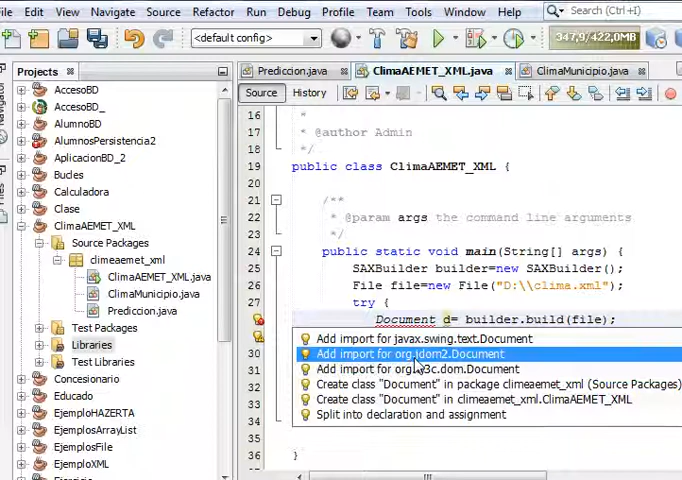 File Edit View Navigate Source Refactor Run Debug Profile Team Tools Window Help Search (Ctrl+I)
<default config> 347,9/422,0MB
Projects Prediccion.java ClimaAEMET_XML.java ClimaMunicipio.java
Source History
Navigator
Files
AccesoBD
AccesoBD_
AlumnoBD
AlumnosPersistencia2
AplicacionBD_2
Bucles
Calculadora
Clase
ClimaAEMET_XML
Source Packages
climeaemet_xml
ClimaAEMET_XML.java
ClimaMunicipio.java
Prediccion.java
Test Packages
Libraries
Test Libraries
Concesionario
Educado
EjemploHAZERTA
EjemplosArrayList
EjemplosFile
EjemploXML
16 *
17 * @author Admin
18 */
19 public class ClimaAEMET_XML {
20
21 /**
22 * @param args the command line arguments
23 */
24 public static void main(String[] args) {
25 SAXBuilder builder=new SAXBuilder();
26 File file=new File("D:\\clima.xml");
27 try {
Document d= builder.build(file);
Add import for javax.swing.text.Document
30 Add import for org.jdom2.Document
31 Add import for org.w3c.dom.Document
32 Create class "Document" in package climeaemet_xml (Source Packages)
33 Create class "Document" in climeaemet_xml.ClimaAEMET_XML
34 Split into declaration and assignment
35
36 }